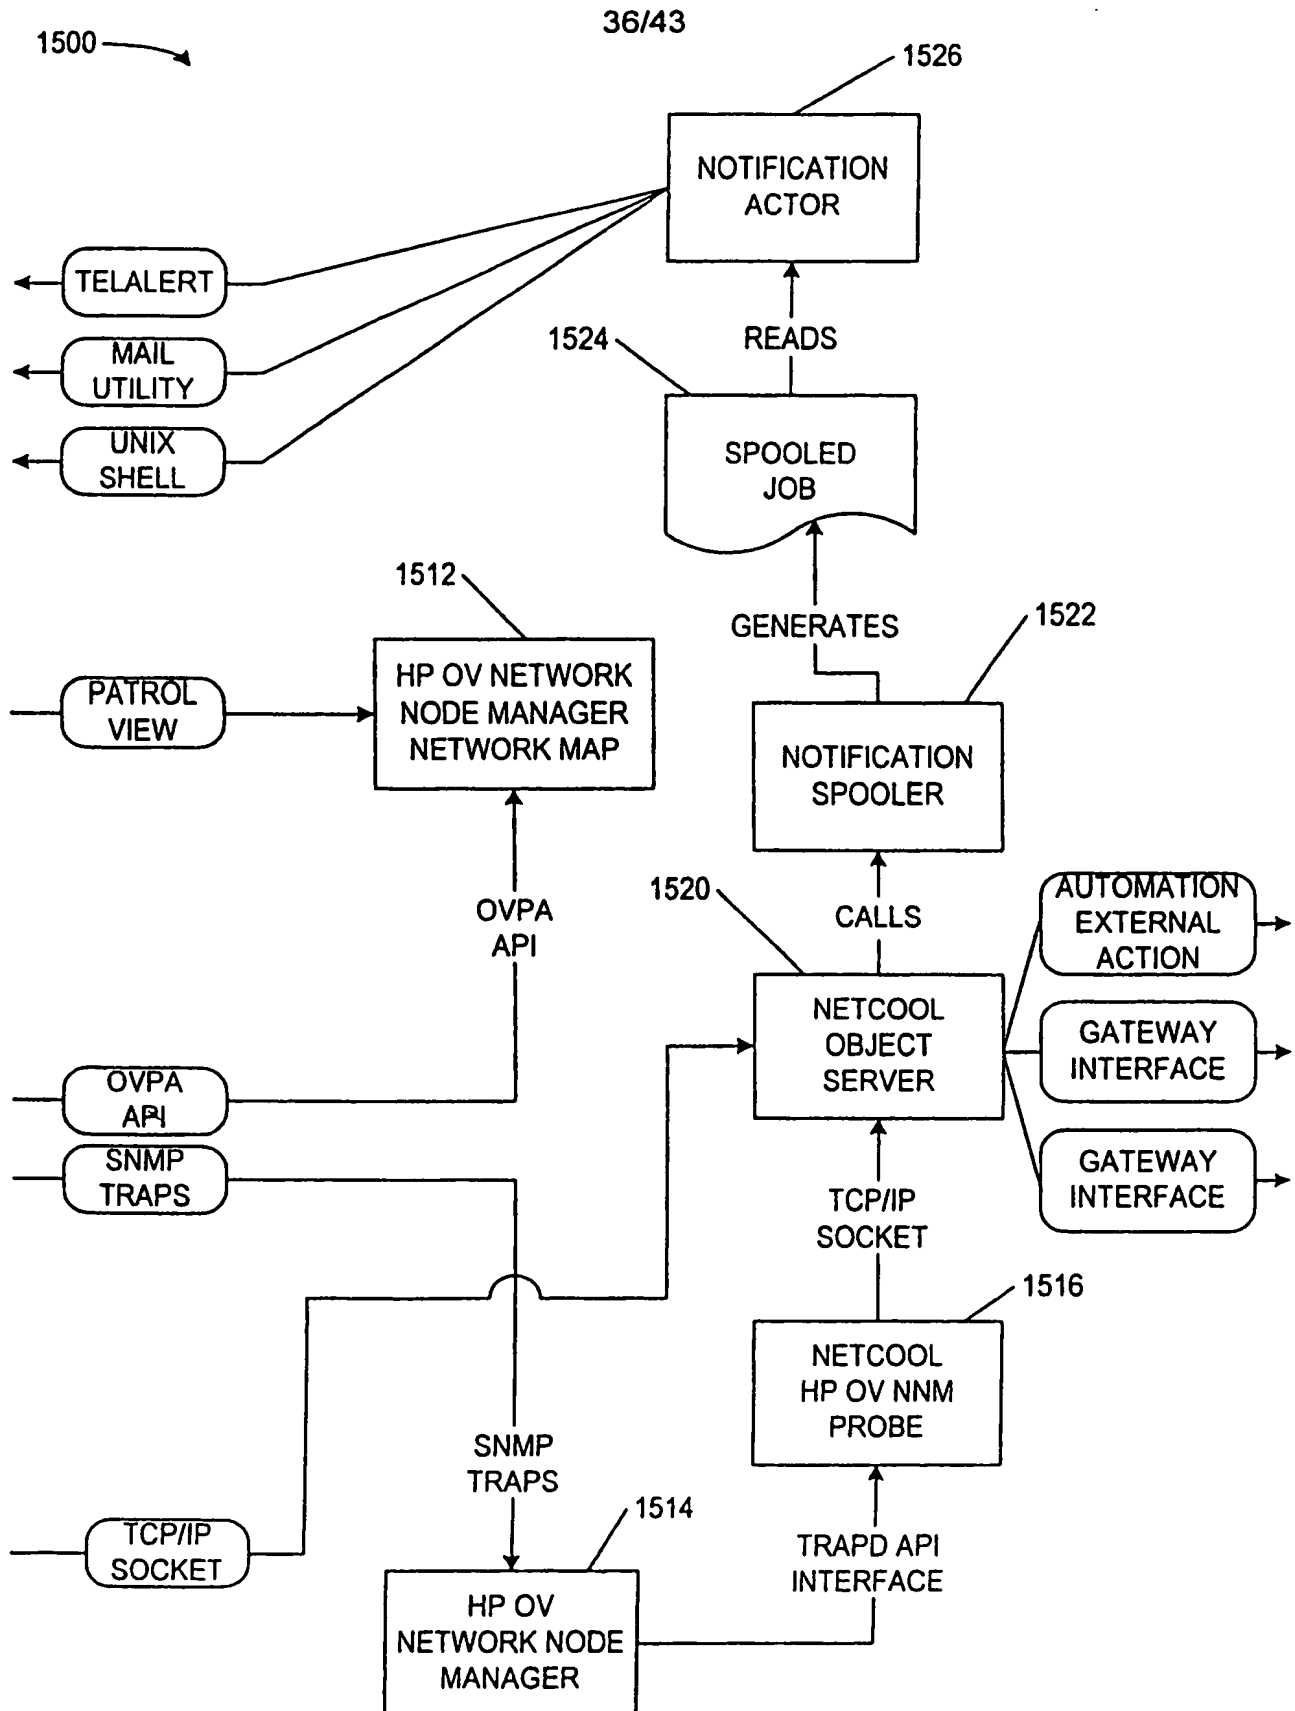 36/43
1500
1526
NOTIFICATION
ACTOR
TELALERT
MAIL
UTILITY
UNIX
SHELL
1524
READS
SPOOLED
JOB
1512
GENERATES
1522
PATROL
VIEW
HP OV NETWORK
NODE MANAGER
NETWORK MAP
NOTIFICATION
SPOOLER
1520
OVPA
API
CALLS
AUTOMATION
EXTERNAL
ACTION
NETCOOL
OBJECT
SERVER
GATEWAY
INTERFACE
OVPA
API
SNMP
TRAPS
GATEWAY
INTERFACE
TCP/IP
SOCKET
1516
NETCOOL
HP OV NNM
PROBE
SNMP
TRAPS
1514
TCP/IP
SOCKET
TRAPD API
INTERFACE
HP OV
NETWORK NODE
MANAGER